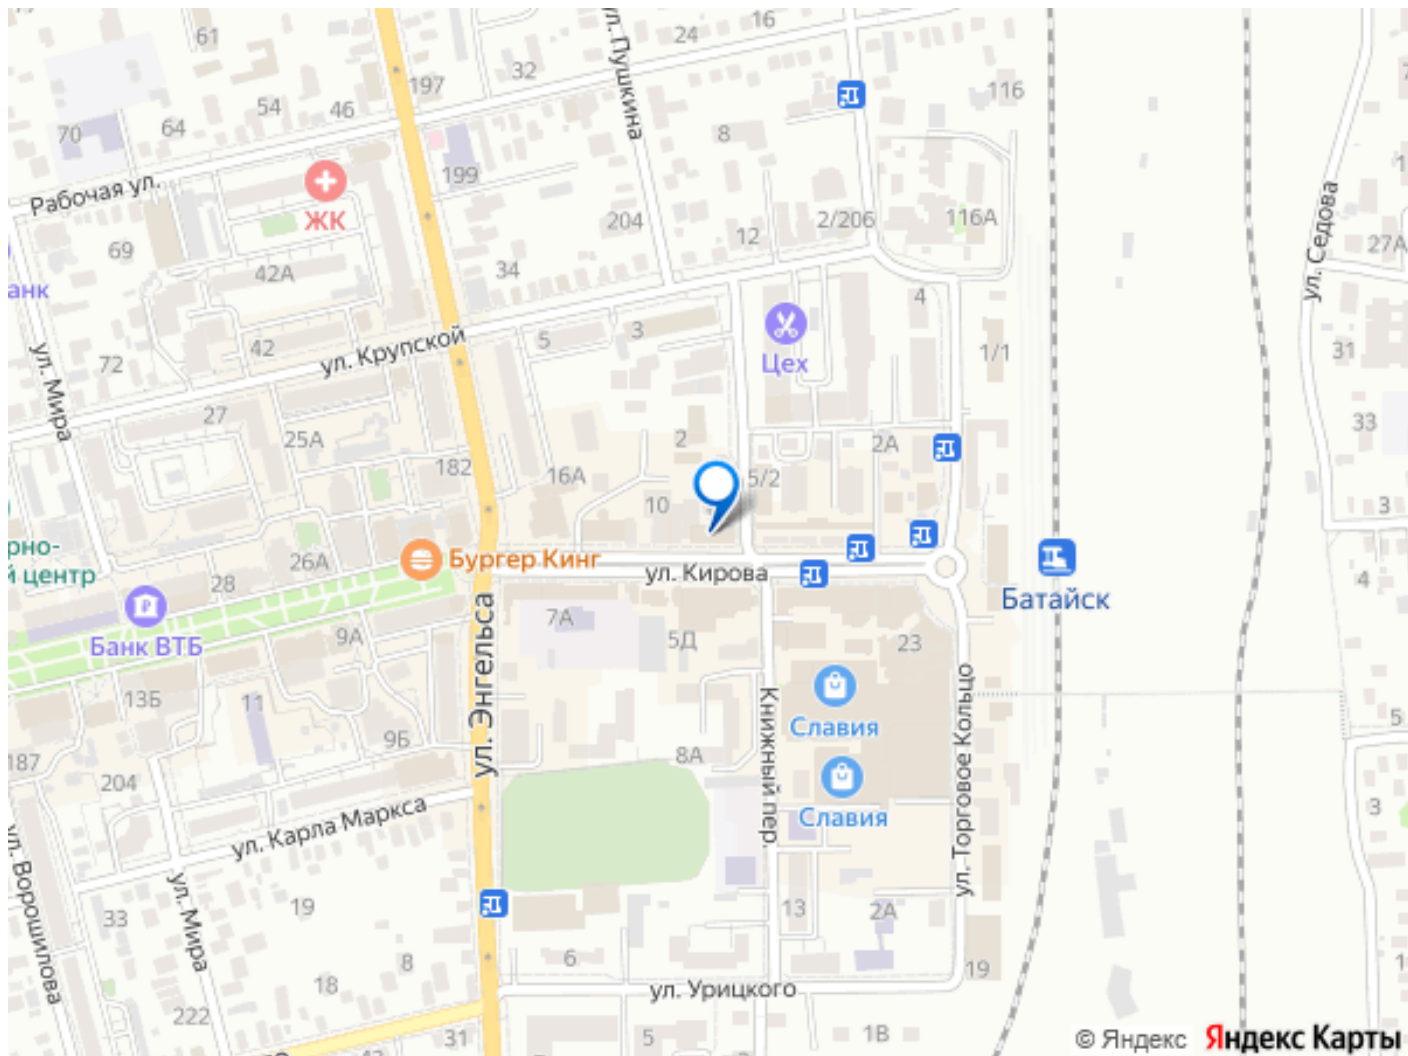 61
16
24
ул. Пушкина
32
197
54
46
116
70
64
8
199
Рабочая ул.
ЖК
204
2/206
116А
ул. Седова
69
12
27А
42А
34
анк
4
3
5
ул. Крупской
42
Цех
1/1
31
ул. Мира
72
27
25А
2
2А
33
182
16А
5/2
10
3
рно-
й центр
26А
Бургер Кинг
28
ул. Кирова
4
Батайск
Банк ВТБ
9А
7А
5Д
23
ул. Энгельса
13Б
11
Книжный пер.
Славия
ул. Торговое Кольцо
5
9Б
187
204
8А
Славия
3
ул. Карла Маркса
ул. Ворошилова
ул. Мира
33
19
13
2А
8
6
19
18
ул. Урицкого
222
31
5
1В
© Яндекс Яндекс Карты